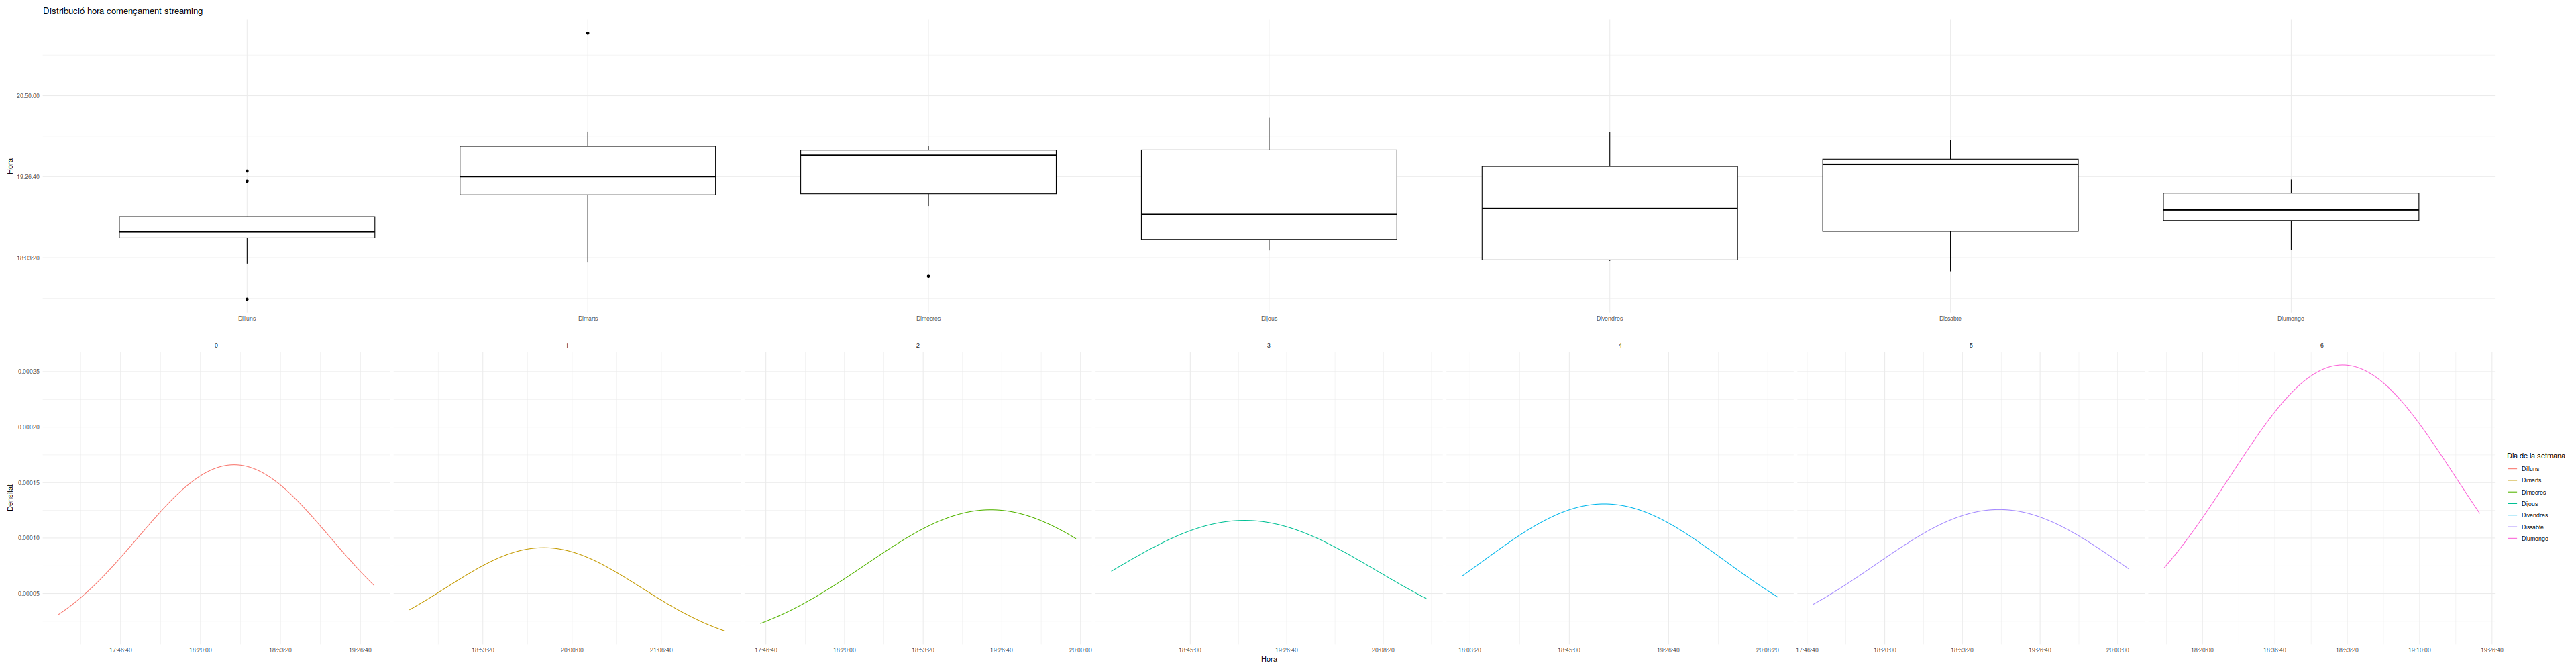 Distribució hora començament streaming
Hora
20:50:00
19:26:40
18:03:20
Dilluns Dimarts Dimecres Dijous Divendres Dissabte Diumenge
0 1 2 3 4 5 6
Densitat
0.00025
0.00020
0.00015
0.00010
0.00005
17:46:40 18:20:00 18:53:20 19:26:40 18:53:20 20:00:00 21:06:40 17:46:40 18:20:00 18:53:20 19:26:40 20:00:00 18:45:00 19:26:40 20:08:20 18:03:20 18:45:00 19:26:40 20:08:20 17:46:40 18:20:00 18:53:20 19:26:40 20:00:00 18:20:00 18:36:40 18:53:20 19:10:00 19:26:40
Hora
Dia de la setmana
Dilluns
Dimarts
Dimecres
Dijous
Divendres
Dissabte
Diumenge